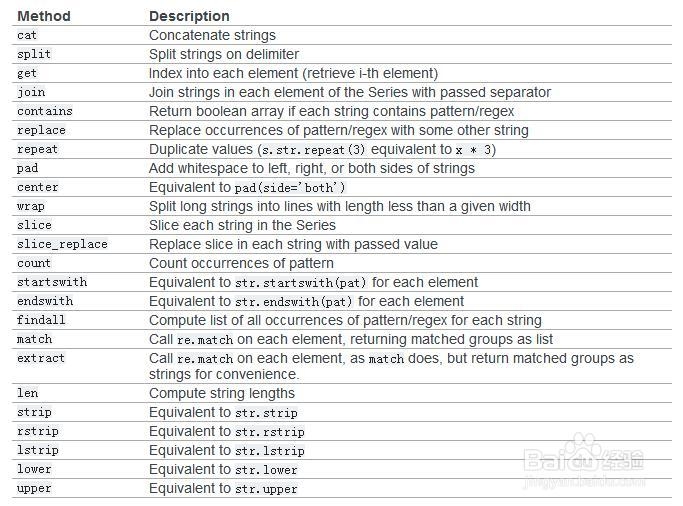 Method Description
cat Concatenate strings
split Split strings on delimiter
get Index into each element (retrieve i-th element)
join Join strings in each element of the Series with passed separator
contains Return boolean array if each string contains pattern/regex
replace Replace occurrences of pattern/regex with some other string
repeat Duplicate values (s.str.repeat(3) equivalent to x * 3)
pad Add whitespace to left, right, or both sides of strings
center Equivalent to pad(side='both')
wrap Split long strings into lines with length less than a given width
slice Slice each string in the Series
slice_replace Replace slice in each string with passed value
count Count occurrences of pattern
startswith Equivalent to str.startswith(pat) for each element
endswith Equivalent to str.endswith(pat) for each element
findall Compute list of all occurrences of pattern/regex for each string
match Call re.match on each element, returning matched groups as list
extract Call re.match on each element, as match does, but return matched groups as
strings for convenience.
len Compute string lengths
strip Equivalent to str.strip
rstrip Equivalent to str.rstrip
lstrip Equivalent to str.lstrip
lower Equivalent to str.lower
upper Equivalent to str.upper
Baidu 经验
jingyan.baidu.com